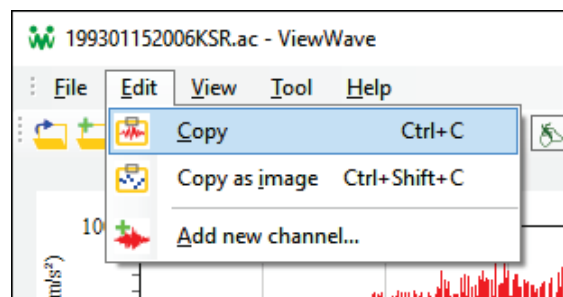 199301152006KSR.ac - ViewWave
File Edit View Tool Help
Copy Ctrl+C
Copy as image Ctrl+Shift+C
Add new channel...